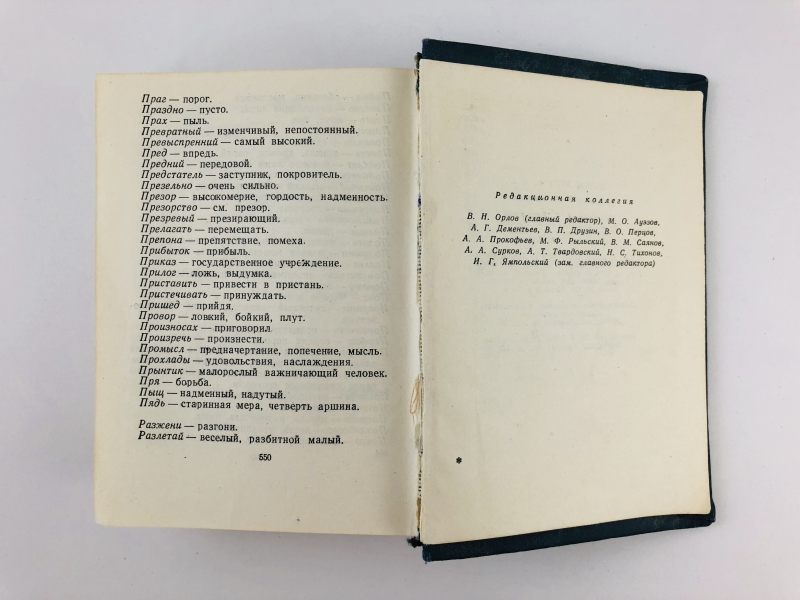 Праг — порог.
Праздно — пусто.
Прах — пыль.
Превратный — изменчивый, непостоянный.
Превыспренний — самый высокий.
Пред — впредь.
Предний — передовой.
Предстатель — заступник, покровитель.
Презельно — очень сильно.
Презор — высокомерие, гордость, надменность.
Презорство — см. презор.
Презревый — презирающий.
Прелагать — перемещать.
Препона — препятствие, помеха.
Прибыток — прибыль.
Приказ — государственное учреждение.
Прилог — ложь, выдумка.
Приставить — привести в пристань.
Пристечивать — принуждать.
Пришед — прийдя.
Провор — ловкий, бойкий, плут.
Произносах — приговорил
Произречь — произнести.
Промысл — предначертание, попечение, мысль.
Прохлады — удовольствия, наслаждения.
Прынтик — малорослый важничающий человек.
Пря — борьба.
Пыщ — надменный, надутый.
Пядь — старинная мера, четверть аршина.
Разжени — разгони.
Разлетай — веселый, разбитной малый.
550
Редакционная коллегия
В. Н. Орлов (главный редактор), М. О. Ауэзов,
А. Г. Дементьев, В. П. Друзин, В. О. Перцов,
А. А. Прокофьев, М. Ф. Рыльский, В. М. Саянов,
А. А. Сурков, А. Т. Твардовский, Н. С. Тихонов,
И. Г. Ямпольский (зам. главного редактора)
*